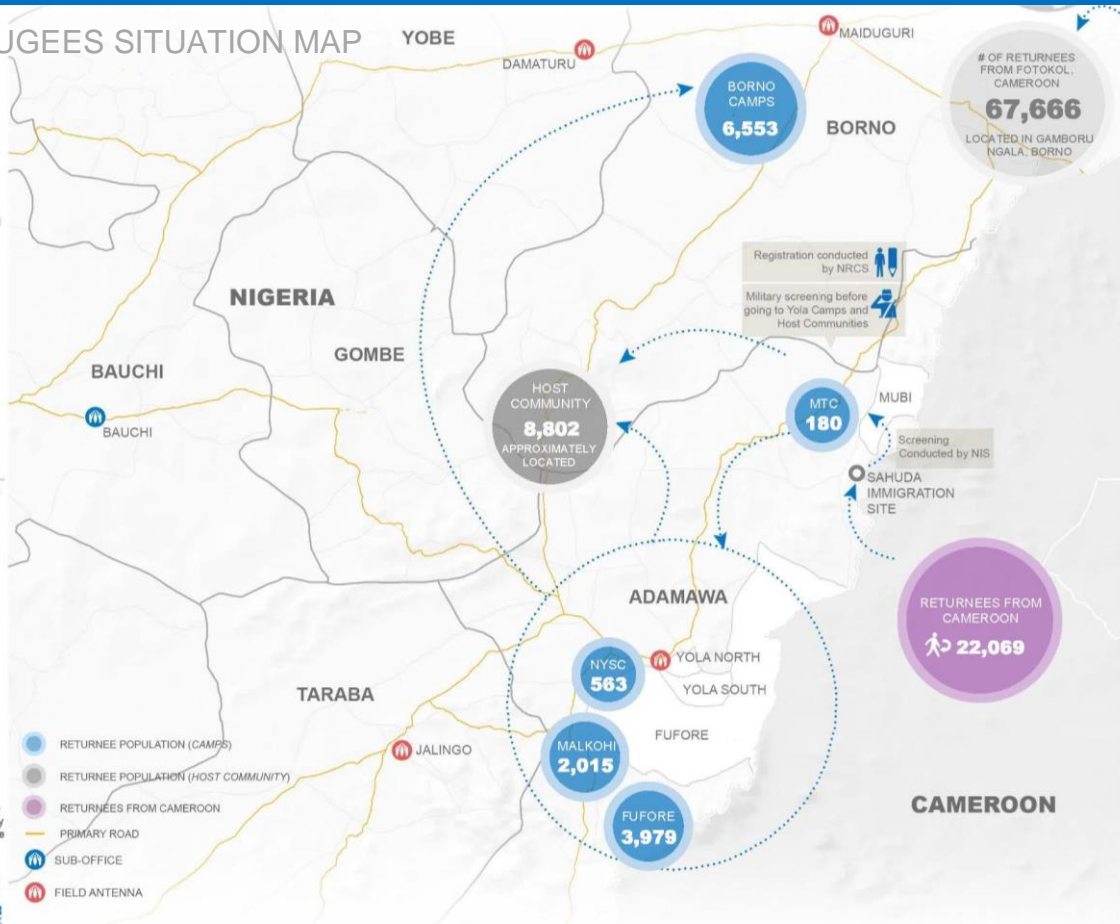 UGEES SITUATION MAP
YOBE
DAMATURU
MAIDUGURI
# OF RETURNEES
FROM FOTOKOL,
CAMEROON
67,666
LOCATED IN GAMBORU
NGALA, BORNO
BORNO
CAMPS
6,553
BORNO
Registration conducted
by NRCS
Military screening before
going to Yola Camps and
Host Communities
NIGERIA
GOMBE
BAUCHI
BAUCHI
HOST
COMMUNITY
8,802
APPROXIMATELY
LOCATED
MTC
180
MUBI
Screening
Conducted by NIS
SAHUDA
IMMIGRATION
SITE
RETURNEES FROM
CAMEROON
22,069
ADAMAWA
NYSC
563
YOLA NORTH
YOLA SOUTH
TARABA
FUFORE
JALINGO
MALKOHI
2,015
FUFORE
3,979
CAMEROON
RETURNEE POPULATION (CAMPS)
RETURNEE POPULATION (HOST COMMUNITY)
RETURNEES FROM CAMEROON
PRIMARY ROAD
SUB-OFFICE
FIELD ANTENNA